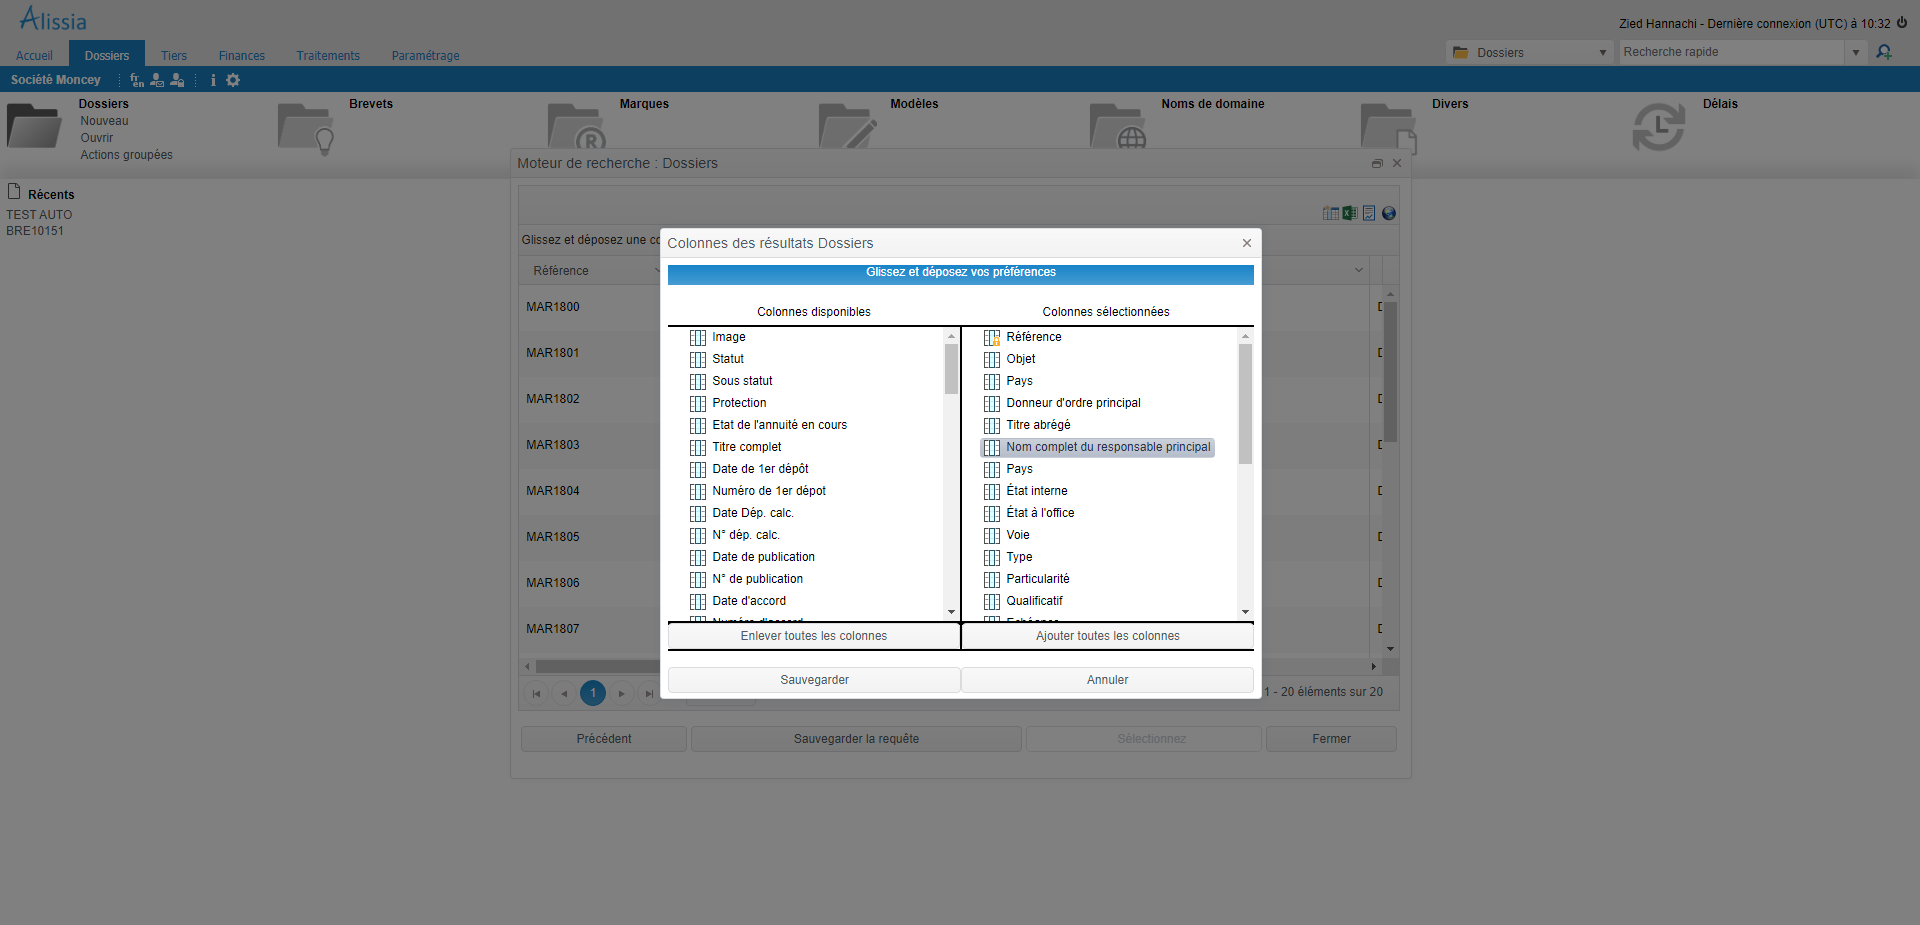 Alissia
Zied Hannachi - Dernière connexion (UTC) à 10:32
Accueil Dossiers Tiers Finances Traitements Paramétrage
Dossiers Recherche rapide
Société Moncey fr en
Dossiers Brevets Marques Modèles Noms de domaine Divers Délais
Nouveau
Ouvrir
Actions groupées
Moteur de recherche : Dossiers
Récents
TEST AUTO
BRE10151
Glissez et déposez une co
Référence
MAR1800
MAR1801
MAR1802
MAR1803
MAR1804
MAR1805
MAR1806
MAR1807
Colonnes des résultats Dossiers
Glissez et déposez vos préférences
Colonnes disponibles
Image
Statut
Sous statut
Protection
Etat de l'annuité en cours
Titre complet
Date de 1er dépôt
Numéro de 1er dépot
Date Dép. calc.
N° dép. calc.
Date de publication
N° de publication
Date d'accord
Numéro d'accord
Enlever toutes les colonnes
Colonnes sélectionnées
Référence
Objet
Pays
Donneur d'ordre principal
Titre abrégé
Nom complet du responsable principal
Pays
État interne
État à l'office
Voie
Type
Particularité
Qualificatif
Echéance
Ajouter toutes les colonnes
Sauvegarder Annuler
1 1 - 20 éléments sur 20
Précédent Sauvegarder la requête Sélectionnez Fermer